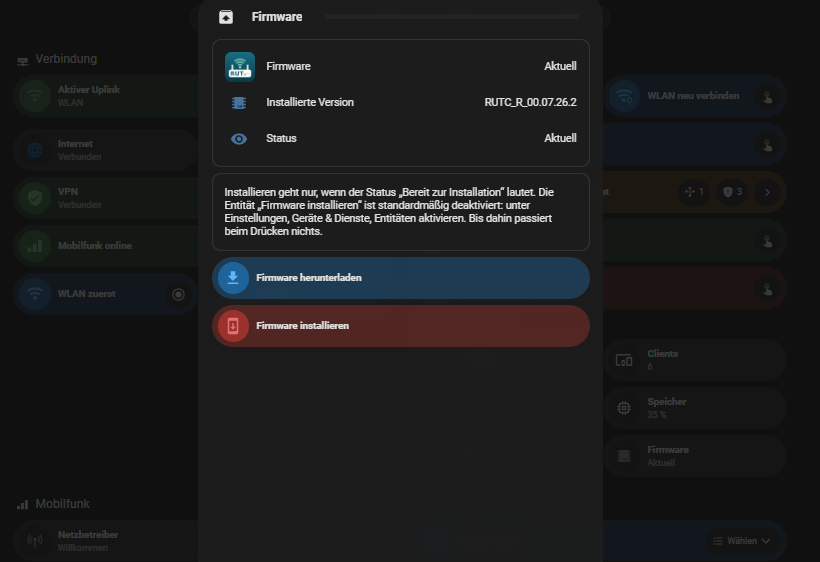 Firmware
Verbindung
Aktiver Uplink
WLAN
WLAN neu verbinden
Internet
Verbunden
VPN
Verbunden
1
3
Mobilfunk online
WLAN zuerst
Firmware
Aktuell
RUT
Installierte Version
RUTC_R_00.07.26.2
Status
Aktuell
Installieren geht nur, wenn der Status „Bereit zur Installation" lautet. Die
Entität „Firmware installieren" ist standardmäßig deaktiviert: unter
Einstellungen, Geräte & Dienste, Entitäten aktivieren. Bis dahin passiert
beim Drücken nichts.
Firmware herunterladen
Firmware installieren
Clients
6
Speicher
35 %
Firmware
Aktuell
Mobilfunk
Netzbetreiber
Willkommen
Wählen